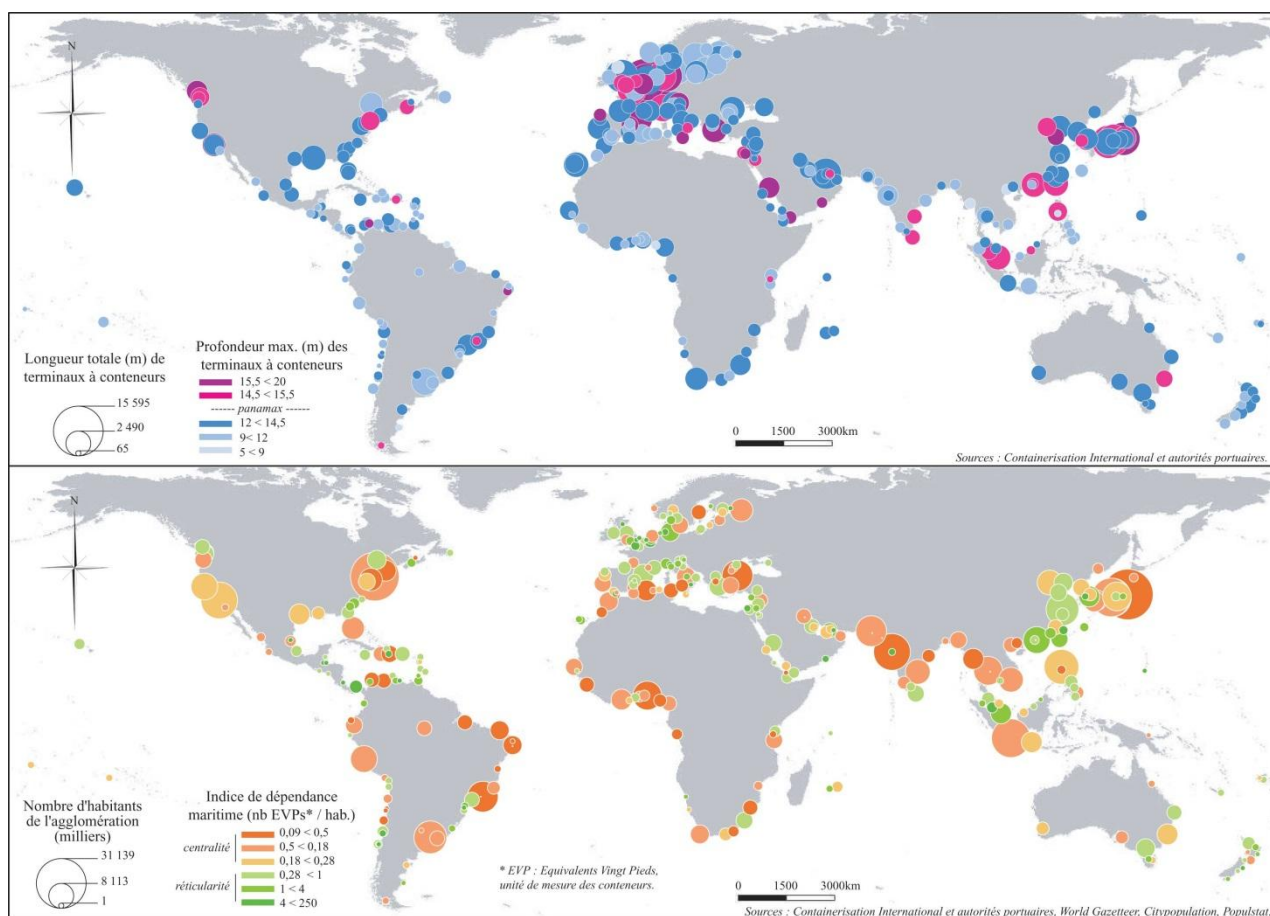 N
Longueur totale (m) de
terminaux à conteneurs
15 595
2 490
65
Profondeur max. (m) des
terminaux à conteneurs
15,5 < 20
14,5 < 15,5
------ panamax ------
12 < 14,5
9< 12
5 < 9
0 1500 3000km
Sources : Containerisation International et autorités portuaires.
N
Nombre d'habitants
de l'agglomération
(milliers)
31 139
8 113
1
Indice de dépendance
maritime (nb EVPs* / hab.)
centralité
0,09 < 0,5
0,5 < 0,18
0,18 < 0,28
réticularité
0,28 < 1
1 < 4
4 < 250
* EVP : Equivalents Vingt Pieds,
unité de mesure des conteneurs.
0 1500 3000km
Sources : Containerisation International et autorités portuaires, World Gazetteer, Citypopulation, Populstat.